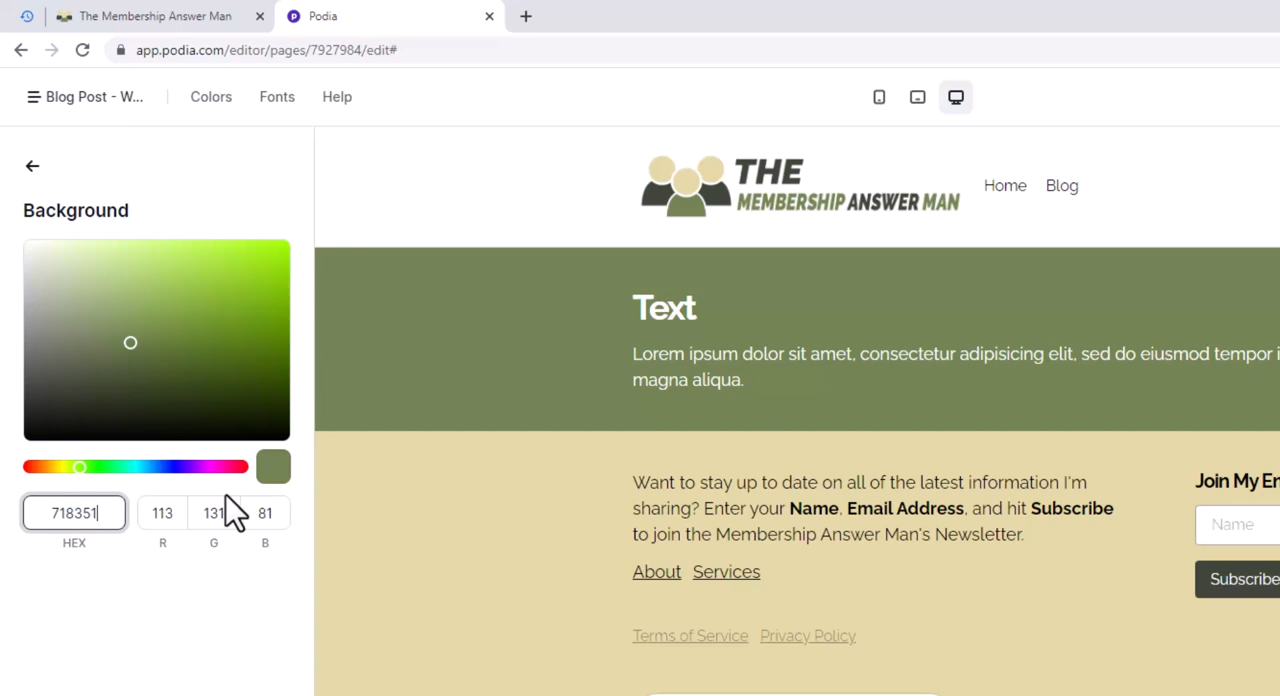 The Membership Answer Man
Podia
app.podia.com/editor/pages/7927984/edit#
Blog Post - W... Colors Fonts Help
THE
MEMBERSHIP ANSWER MAN
Home Blog
Background
718351 113 131 81
HEX R G B
Text
Lorem ipsum dolor sit amet, consectetur adipisicing elit, sed do eiusmod tempor i
magna aliqua.
Want to stay up to date on all of the latest information I'm
sharing? Enter your Name, Email Address, and hit Subscribe
to join the Membership Answer Man's Newsletter.
About Services
Terms of Service Privacy Policy
Join My Em
Name
Subscribe